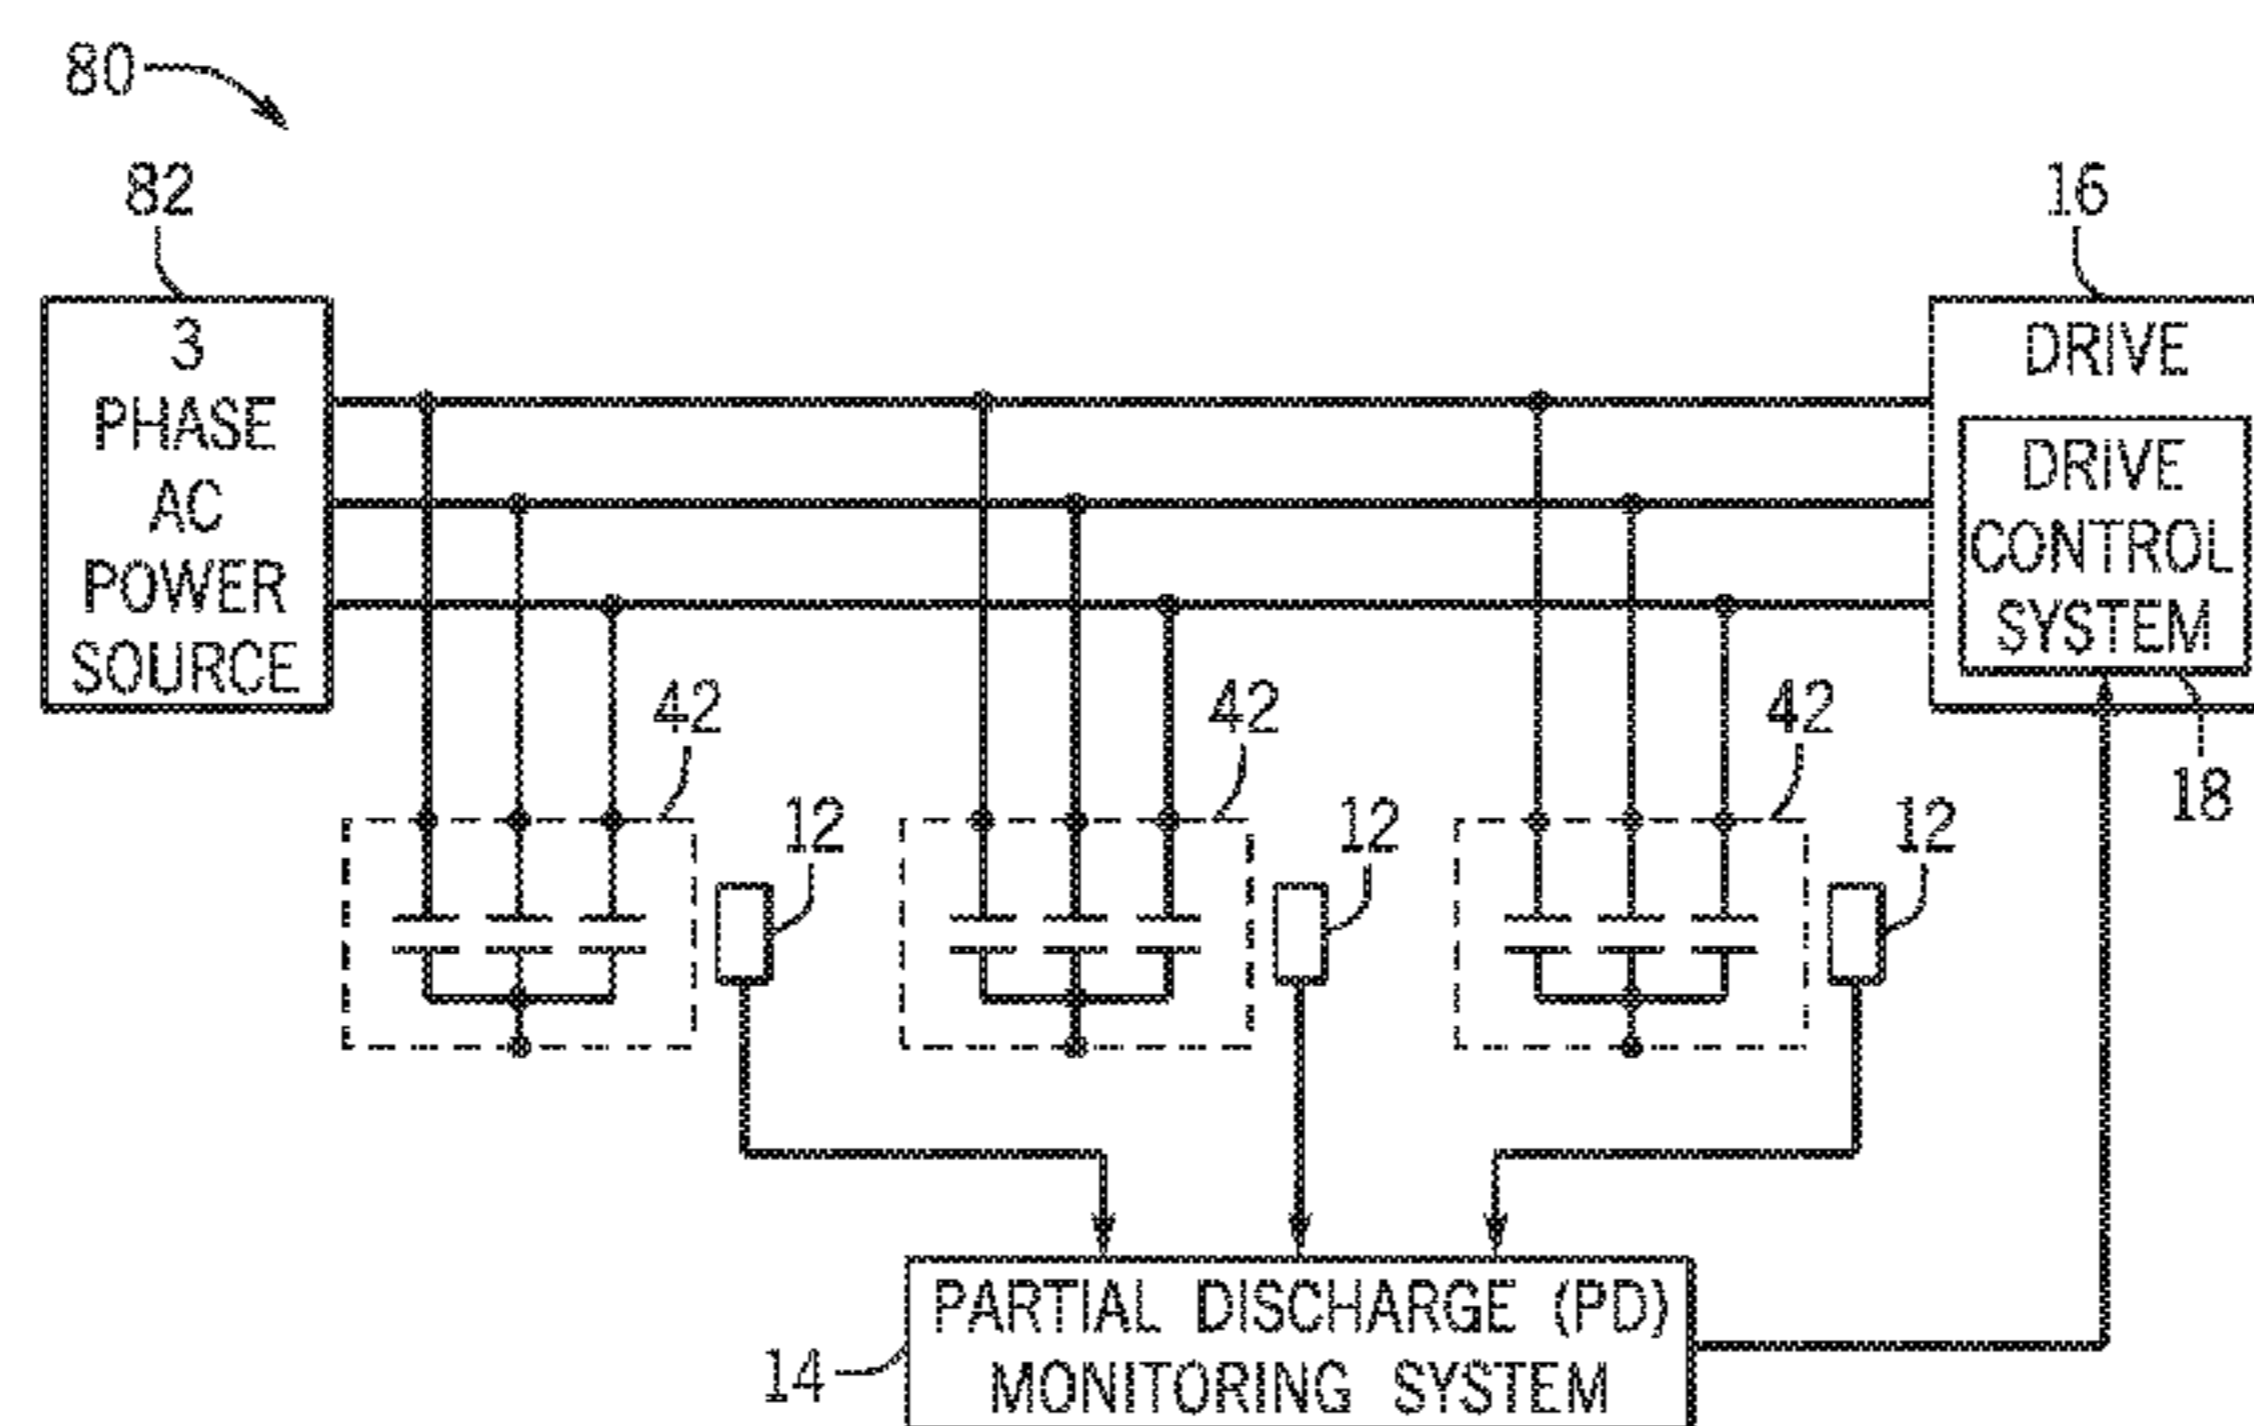 80
82
16
3
PHASE
AC
POWER
SOURCE
DRIVE
DRIVE
CONTROL
SYSTEM
42
42
42
18
12
12
12
PARTIAL DISCHARGE (PD)
MONITORING SYSTEM
14